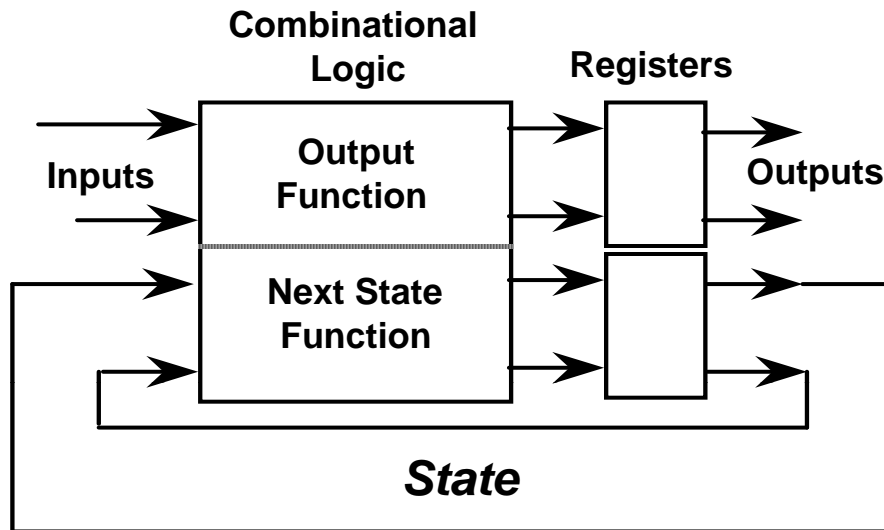 Combinational
Logic
Registers
Inputs
Output
Function
Outputs
Next State
Function
State